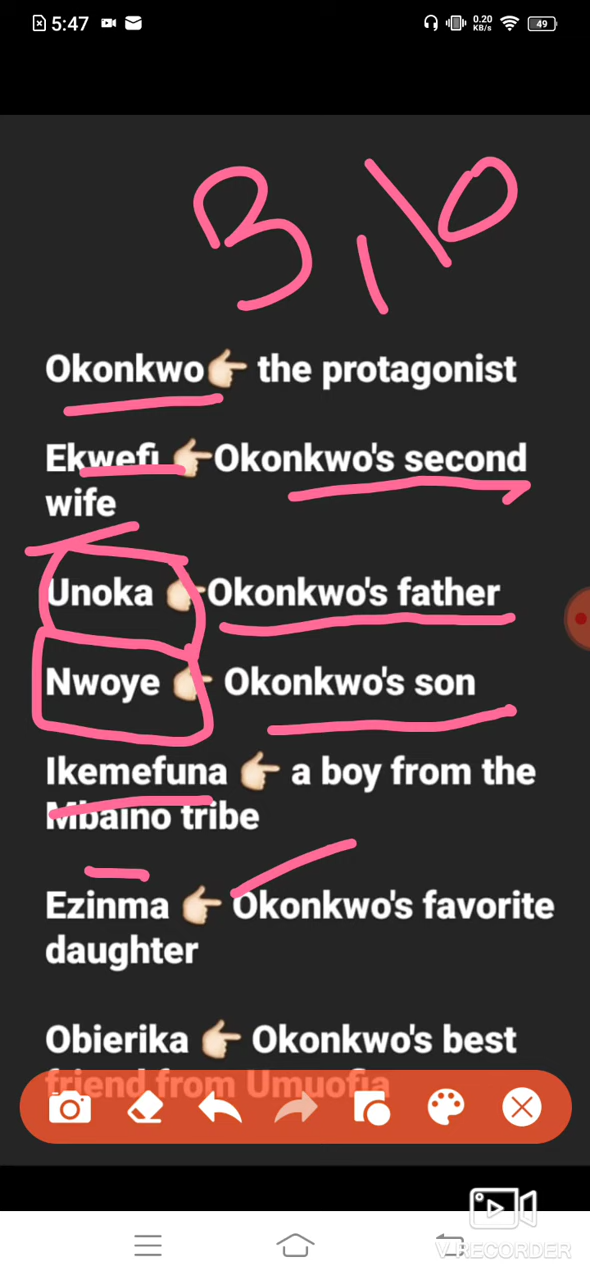 5:47
0.20
KB/s
49
3,10
Okonkwo👉 the protagonist
Ekwefi 👉Okonkwo's second
wife
Unoka 👉Okonkwo's father
Nwoye 👉 Okonkwo's son
Ikemefuna 👉 a boy from the
Mbaino tribe
Ezinma 👉 Okonkwo's favorite
daughter
Obierika 👉 Okonkwo's best
friend from Umuofia
V RECORDER